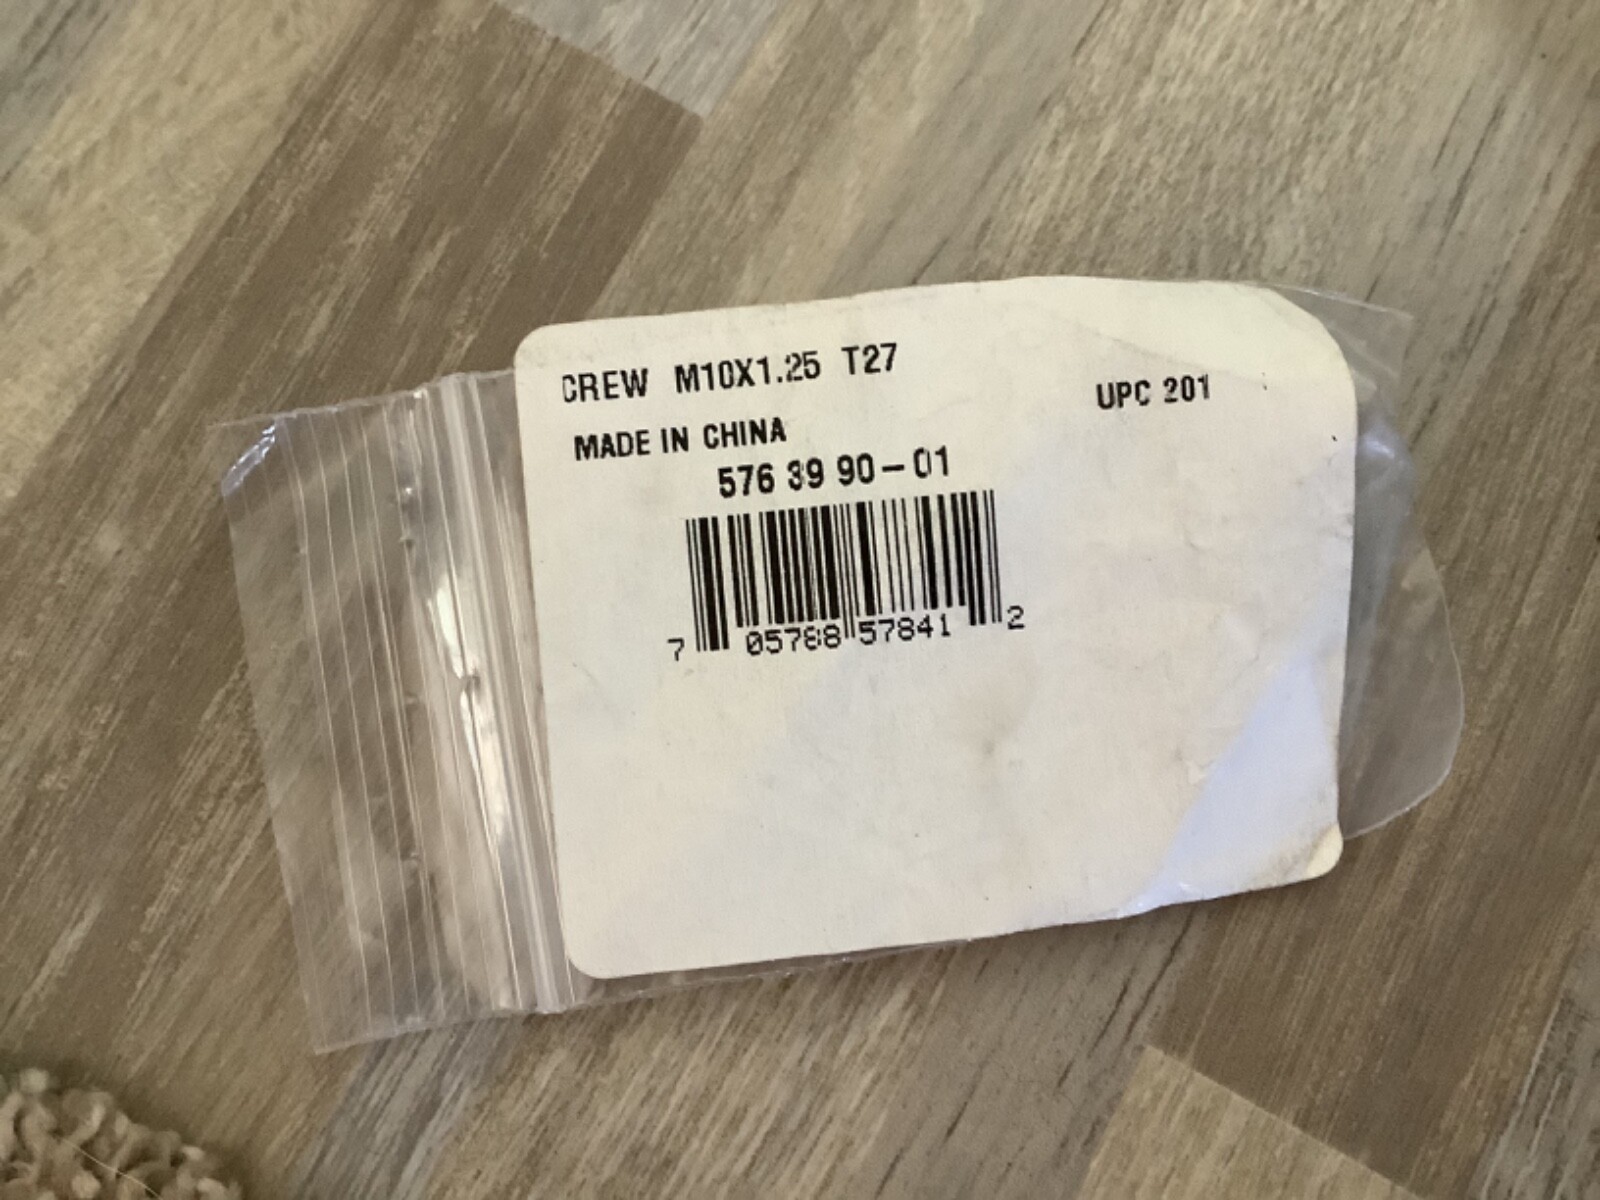 CREW M10X1.25 T27
UPC 201
MADE IN CHINA
576 39 90-01
7 05788 57841 2